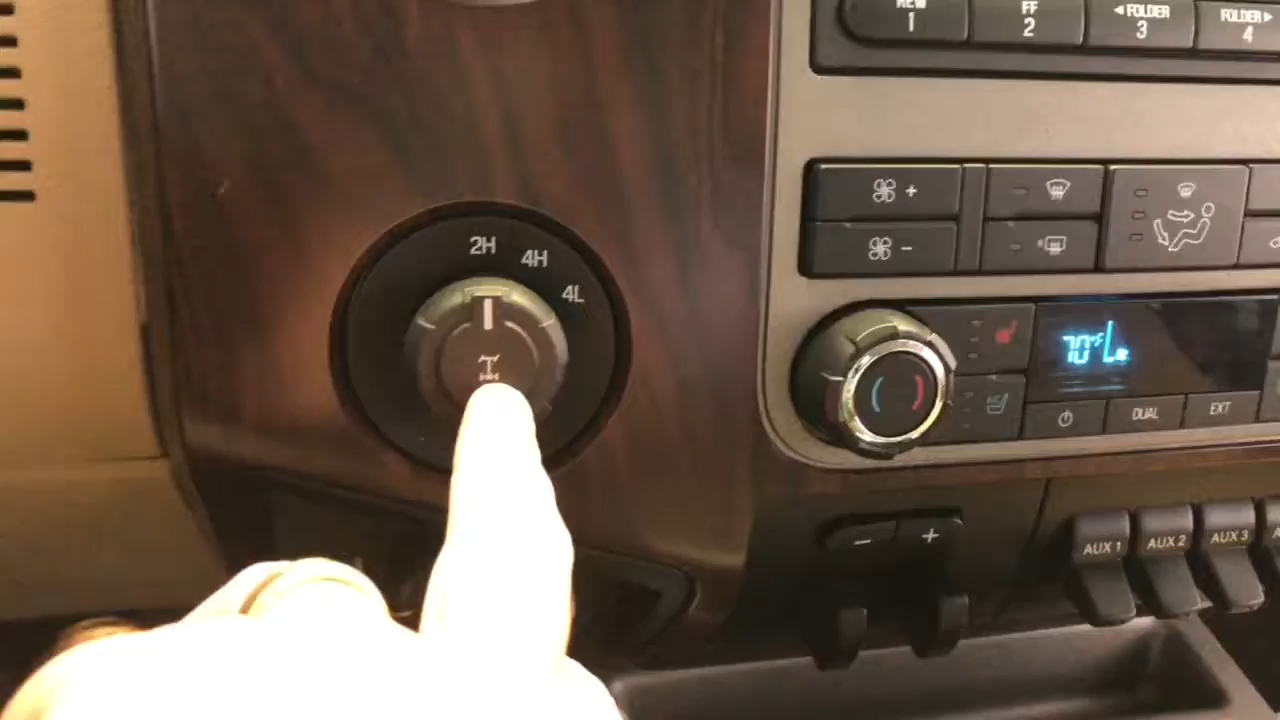 REW
1
FF
2
◄ FOLDER
3
FOLDER ►
4
2H
4H
4L
+
-
70°F
A/C
DUAL
EXT
- +
AUX 1
AUX 2
AUX 3